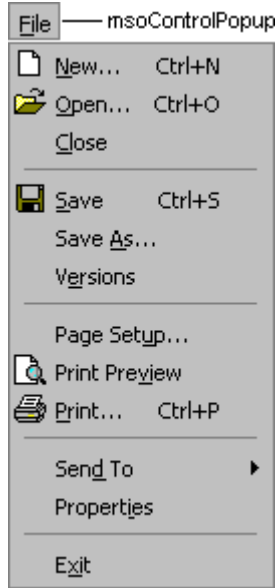 File msoControlPopup
New... Ctrl+N
Open... Ctrl+O
Close
Save Ctrl+S
Save As...
Versions
Page Setup...
Print Preview
Print... Ctrl+P
Send To
Properties
Exit